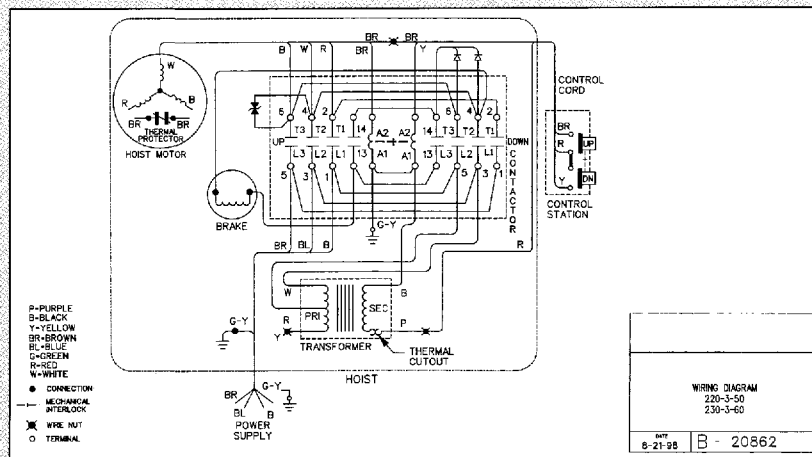 BR BR
B W R BR Y
W
R B
BR BR
THERMAL
PROTECTOR
HOIST MOTOR
CONTROL
CORD
6 4 2 14 A2 A2 14 6 4 2
T3 T2 T1 T3 T2 T1
UP DOWN
L3 L2 L1 13 A1 A1 13 L3 L2 L1
5 3 1 5 3 1
CONTACTOR
BR
R UP
Y DN
CONTROL
STATION
BRAKE
G-Y
BR BL B
R
W B
PRI SEC
R P
Y
TRANSFORMER
THERMAL
CUTOUT
HOIST
G-Y
P-PURPLE
B-BLACK
Y-YELLOW
BR-BROWN
BL-BLUE
G-GREEN
R-RED
W-WHITE
CONNECTION
MECHANICAL
INTERLOCK
WIRE NUT
TERMINAL
G-Y
BR
BL B
POWER
SUPPLY
WIRING DIAGRAM
220-3-50
230-3-60
DATE
8-21-98
B - 20862